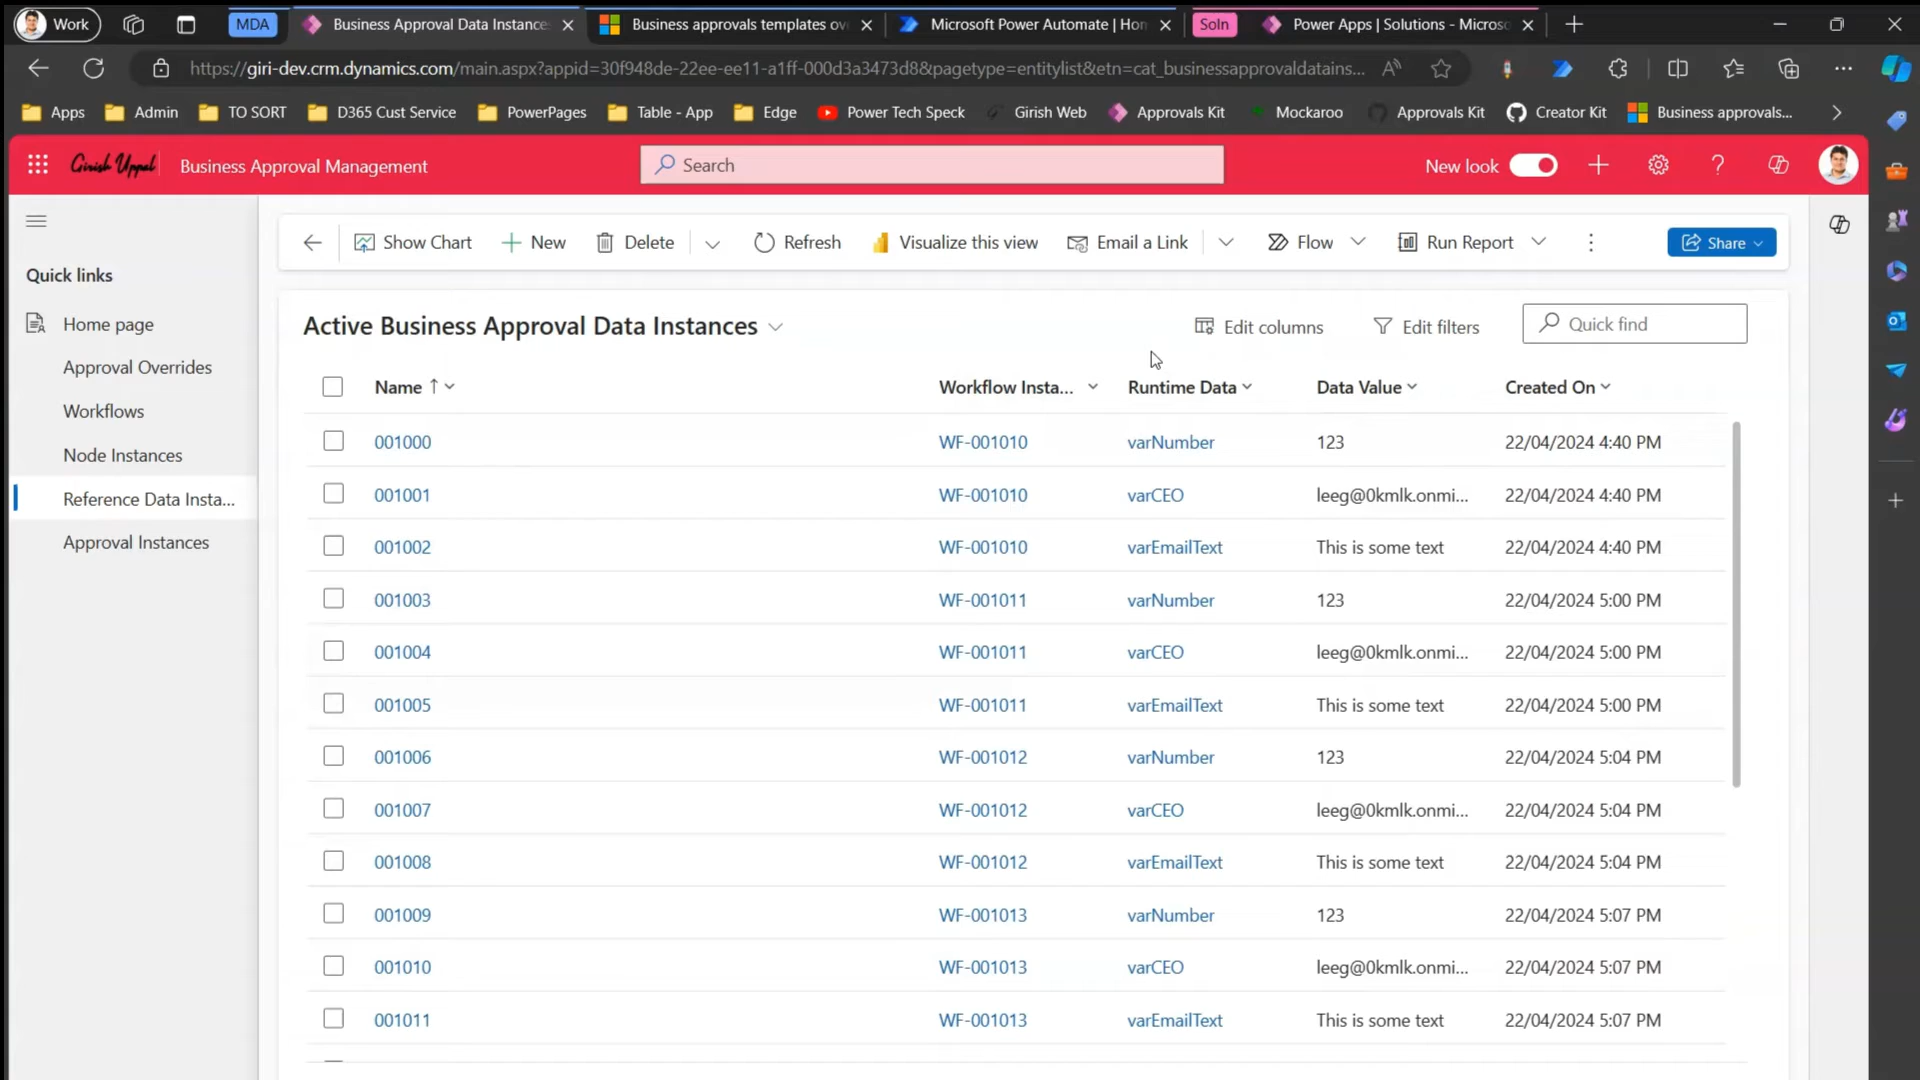 Work
MDA
Business Approval Data Instances
Business approvals templates ov
Microsoft Power Automate | Hom
Soln
Power Apps | Solutions - Microso
https://giri-dev.crm.dynamics.com/main.aspx?appid=30f948de-22ee-ee11-a1ff-000d3a3473d8&pagetype=entitylist&etn=cat_businessapprovaldatains...
Apps
Admin
TO SORT
D365 Cust Service
PowerPages
Table - App
Edge
Power Tech Speck
Girish Web
Approvals Kit
Mockaroo
Approvals Kit
Creator Kit
Business approvals...
Girish Uppal
Business Approval Management
Search
New look
Quick links
Home page
Approval Overrides
Workflows
Node Instances
Reference Data Insta...
Approval Instances
Show Chart
New
Delete
Refresh
Visualize this view
Email a Link
Flow
Run Report
Share
Active Business Approval Data Instances
Edit columns
Edit filters
Quick find
Name ↑ Workflow Insta... Runtime Data Data Value Created On
001000 WF-001010 varNumber 123 22/04/2024 4:40 PM
001001 WF-001010 varCEO leeg@0kmlk.onmi... 22/04/2024 4:40 PM
001002 WF-001010 varEmailText This is some text 22/04/2024 4:40 PM
001003 WF-001011 varNumber 123 22/04/2024 5:00 PM
001004 WF-001011 varCEO leeg@0kmlk.onmi... 22/04/2024 5:00 PM
001005 WF-001011 varEmailText This is some text 22/04/2024 5:00 PM
001006 WF-001012 varNumber 123 22/04/2024 5:04 PM
001007 WF-001012 varCEO leeg@0kmlk.onmi... 22/04/2024 5:04 PM
001008 WF-001012 varEmailText This is some text 22/04/2024 5:04 PM
001009 WF-001013 varNumber 123 22/04/2024 5:07 PM
001010 WF-001013 varCEO leeg@0kmlk.onmi... 22/04/2024 5:07 PM
001011 WF-001013 varEmailText This is some text 22/04/2024 5:07 PM